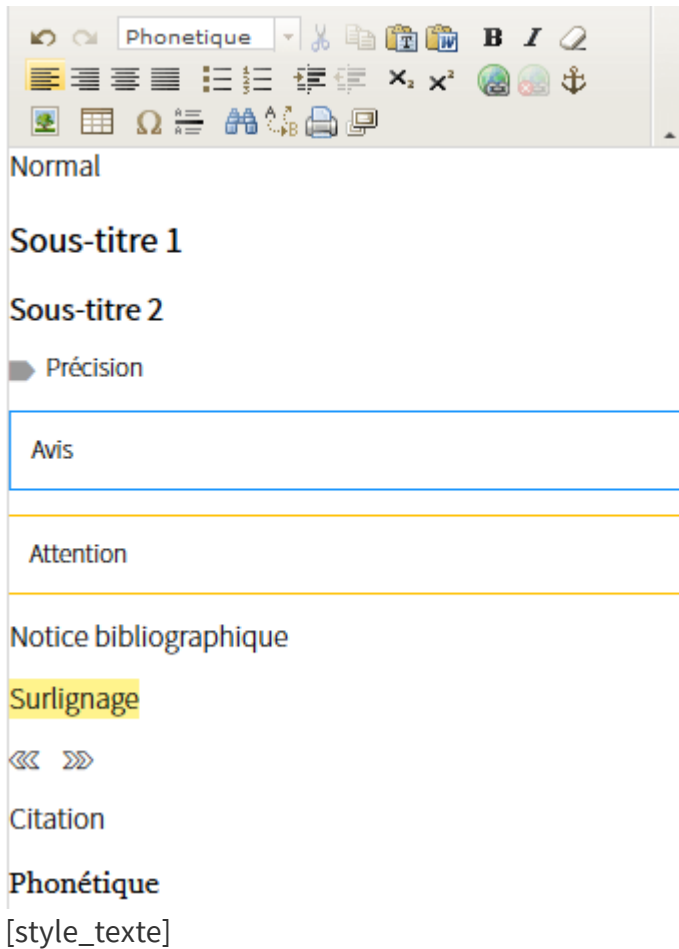 Phonetique
Normal
Sous-titre 1
Sous-titre 2
Précision
Avis
Attention
Notice bibliographique
Surlignage
Citation
Phonétique
[style_texte]